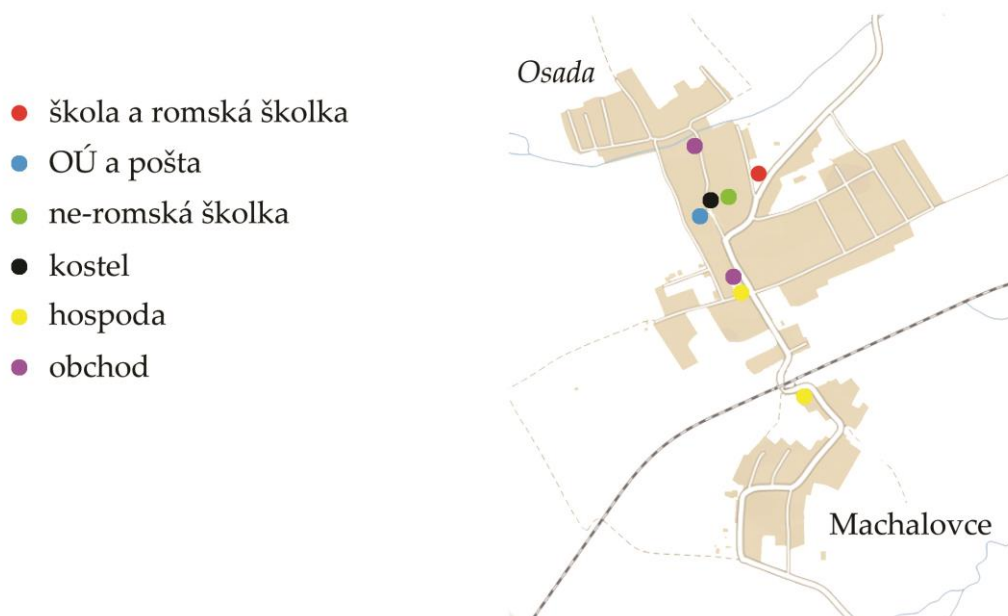 škola a romská školka
OÚ a pošta
ne-romská školka
kostel
hospoda
obchod
Osada
Machalovce